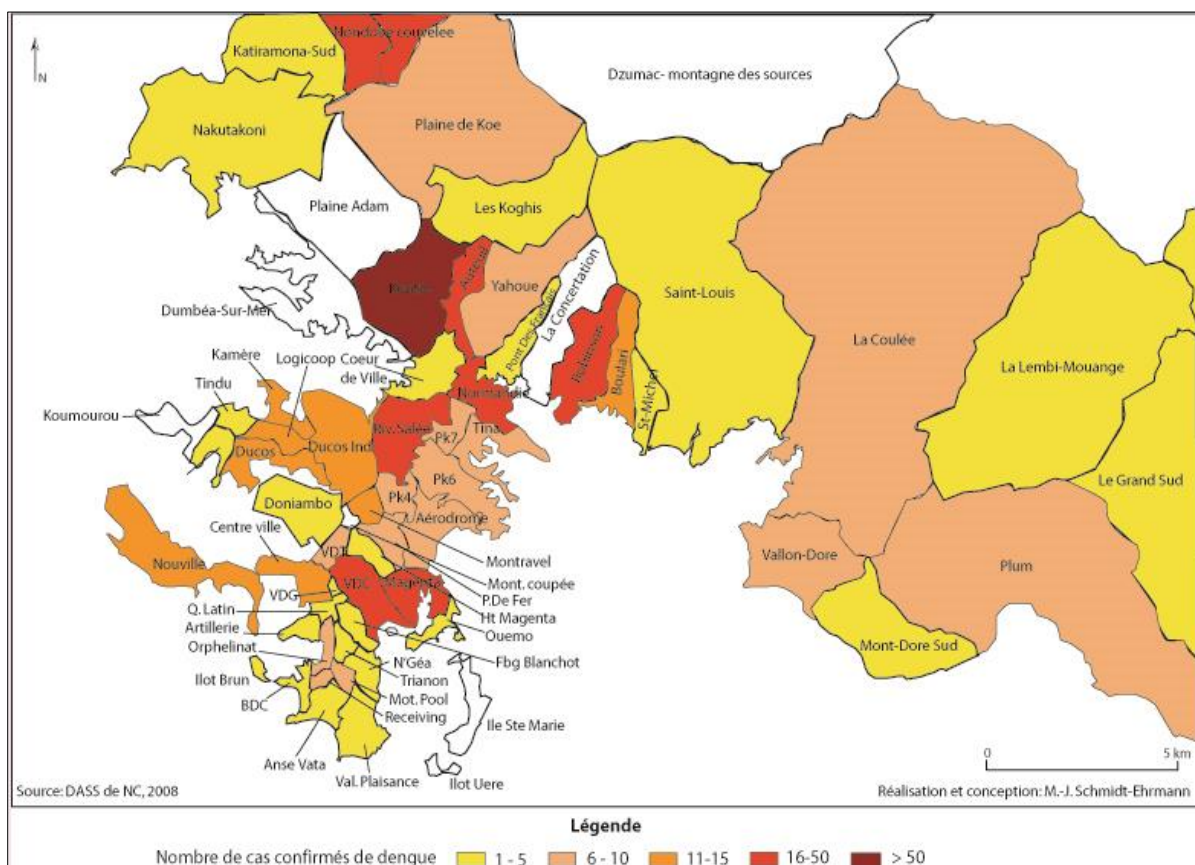 Nondoue couvelee
Katiramona-Sud
N
Dzumac- montagne des sources
Nakutakoni
Plaine de Koe
Plaine Adam
Les Koghis
Auteuil
Yahoue
La Concertation
Saint-Louis
Dumbéa-Sur-Mer
Pont Des Français
Robinson
Boulari
La Coulée
Kamère
Logicoop
Coeur
de Ville
La Lembi-Mouange
Tindu
Koumourou
Normandie
St-Michel
Riv. Salée
Tina
Ducos
Ducos Ind
Pk7
Pk6
Le Grand Sud
Doniambo
Pk4
Aérodrome
Centre ville
Nouville
VDT
Montravel
Vallon-Dore
Plum
Mont. coupée
VDG
VDC
Magenta
P.De Fer
Q. Latin
Ht Magenta
Artillerie
Ouemo
Mont-Dore Sud
Orphelinat
Fbg Blanchot
N'Géa
Ilot Brun
Trianon
BDC
Mot. Pool
Receiving
Ile Ste Marie
Anse Vata
Val. Plaisance
Ilot Uere
0 5 km
Source: DASS de NC, 2008
Réalisation et conception: M.-J. Schmidt-Ehrmann
Légende
Nombre de cas confirmés de dengue 1 - 5 6 - 10 11-15 16-50 > 50